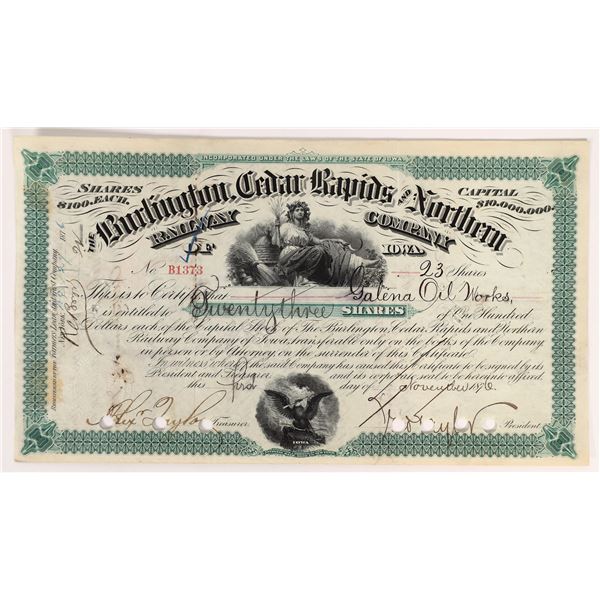 INCORPORATED UNDER THE LAWS OF THE STATE OF IOWA
SHARES
$100. EACH.
CAPITAL
$10.000.000.
THE Burlington, Cedar Rapids AND Northern
RAILWAY COMPANY
OF IOWA.
No B1373
23 Shares
This is to Certify that Galena Oil Works,
is entitled to Twenty three SHARES of One Hundred
Dollars each of the Capital Stock of The Burlington, Cedar Rapids and Northern
Railway Company of Iowa, transferable only on the books of the Company
in person or by Attorney, on the surrender of this Certificate.
In witness whereof the said Company has caused this certificate to be signed by its
President and Treasurer and its corporate seal to be hereunto affixed
this first day of November
Alex Taylor Treasurer
President
IOWA